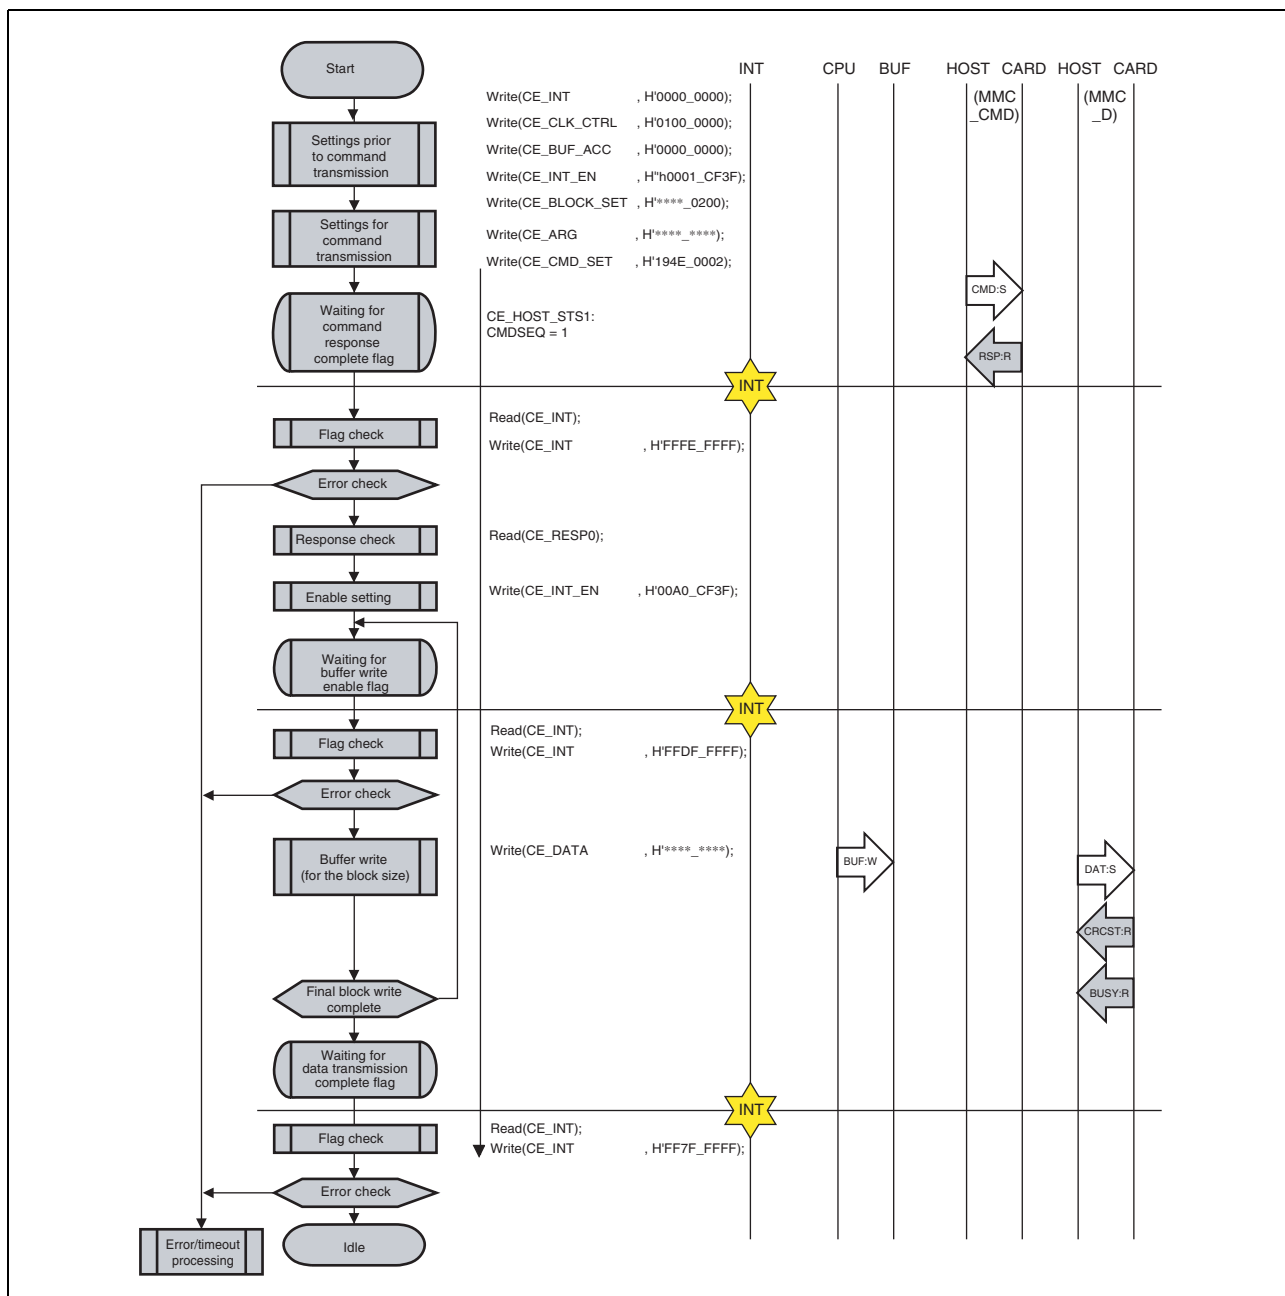 Start
INT CPU BUF HOST CARD HOST CARD
(MMC
_CMD)
(MMC
_D)
Write(CE_INT , H'0000_0000);
Settings prior
to command
transmission
Write(CE_CLK_CTRL , H'0100_0000);
Write(CE_BUF_ACC , H'0000_0000);
Write(CE_INT_EN , H"h0001_CF3F);
Write(CE_BLOCK_SET , H'****_0200);
Settings for
command
transmission
Write(CE_ARG , H'****_****);
Write(CE_CMD_SET , H'194E_0002);
CMD:S
Waiting for
command
response
complete flag
CE_HOST_STS1:
CMDSEQ = 1
RSP:R
INT
Flag check
Read(CE_INT);
Write(CE_INT , H'FFFE_FFFF);
Error check
Response check
Read(CE_RESP0);
Enable setting
Write(CE_INT_EN , H'00A0_CF3F);
Waiting for
buffer write
enable flag
INT
Flag check
Read(CE_INT);
Write(CE_INT , H'FFDF_FFFF);
Error check
Buffer write
(for the block size)
Write(CE_DATA , H'****_****);
BUF:W
DAT:S
CRCST:R
BUSY:R
Final block write
complete
Waiting for
data transmission
complete flag
INT
Flag check
Read(CE_INT);
Write(CE_INT , H'FF7F_FFFF);
Error check
Error/timeout
processing
Idle